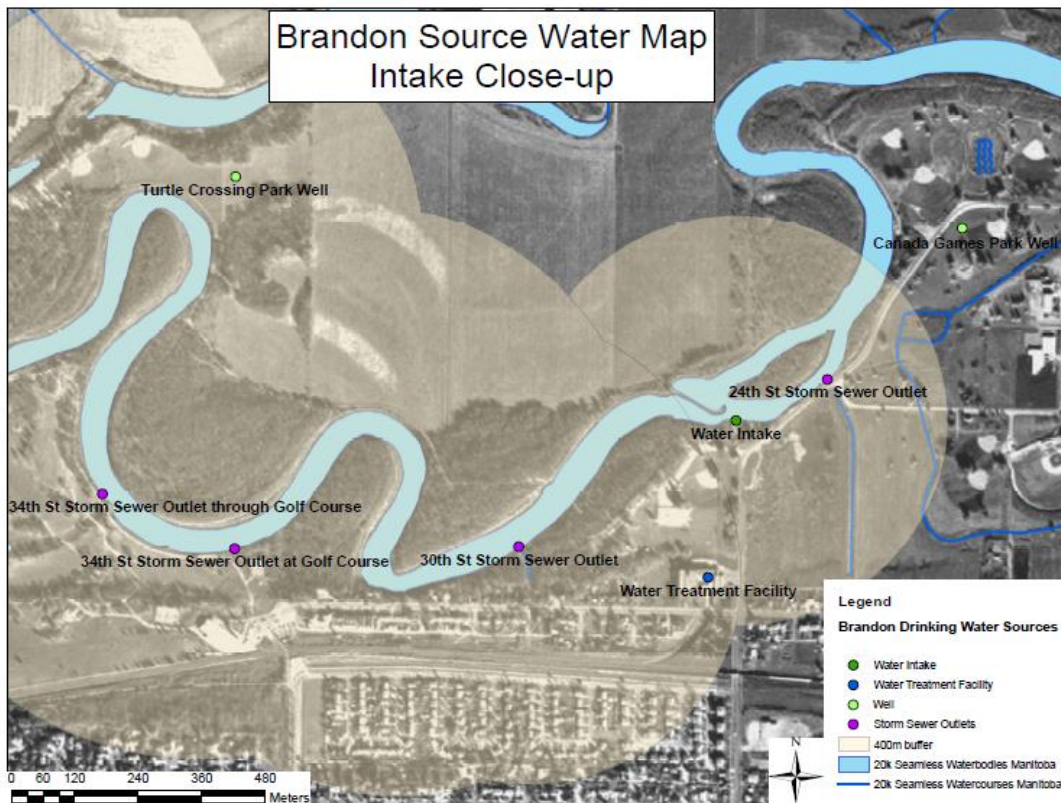 Brandon Source Water Map
Intake Close-up
Turtle Crossing Park Well
Canada Games Park Well
24th St Storm Sewer Outlet
Water Intake
34th St Storm Sewer Outlet through Golf Course
34th St Storm Sewer Outlet at Golf Course
30th St Storm Sewer Outlet
Water Treatment Facility
Legend
Brandon Drinking Water Sources
Water Intake
Water Treatment Facility
Well
Storm Sewer Outlets
400m buffer
20k Seamless Waterbodies Manitoba
20k Seamless Watercourses Manitoba
N
0 60 120 240 360 480
Meters